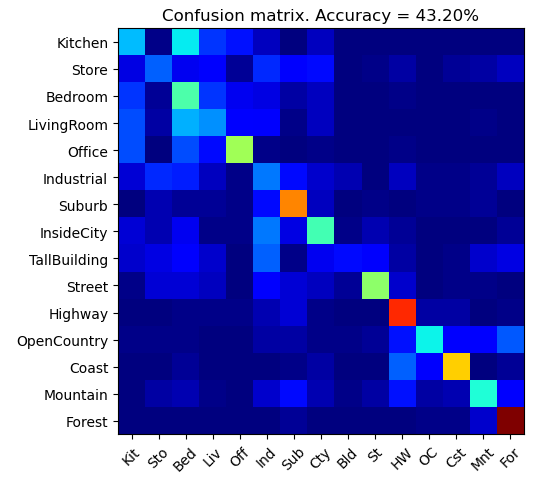 Confusion matrix. Accuracy = 43.20%
Kitchen
Store
Bedroom
LivingRoom
Office
Industrial
Suburb
InsideCity
TallBuilding
Street
Highway
OpenCountry
Coast
Mountain
Forest
Kit Sto Bed Liv Off Ind Sub Cty Bld St HW OC Cst Mnt For